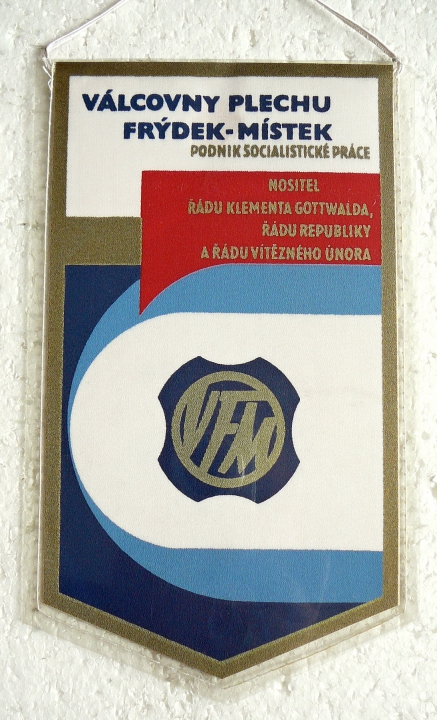 VÁLCOVNY PLECHU
FRÝDEK-MÍSTEK
PODNIK SOCIALISTICKÉ PRÁCE
NOSITEL
ŘÁDU KLEMENTA GOTTWALDA,
ŘÁDU REPUBLIKY
A ŘÁDU VÍTĚZNÉHO ÚNORA
VFM